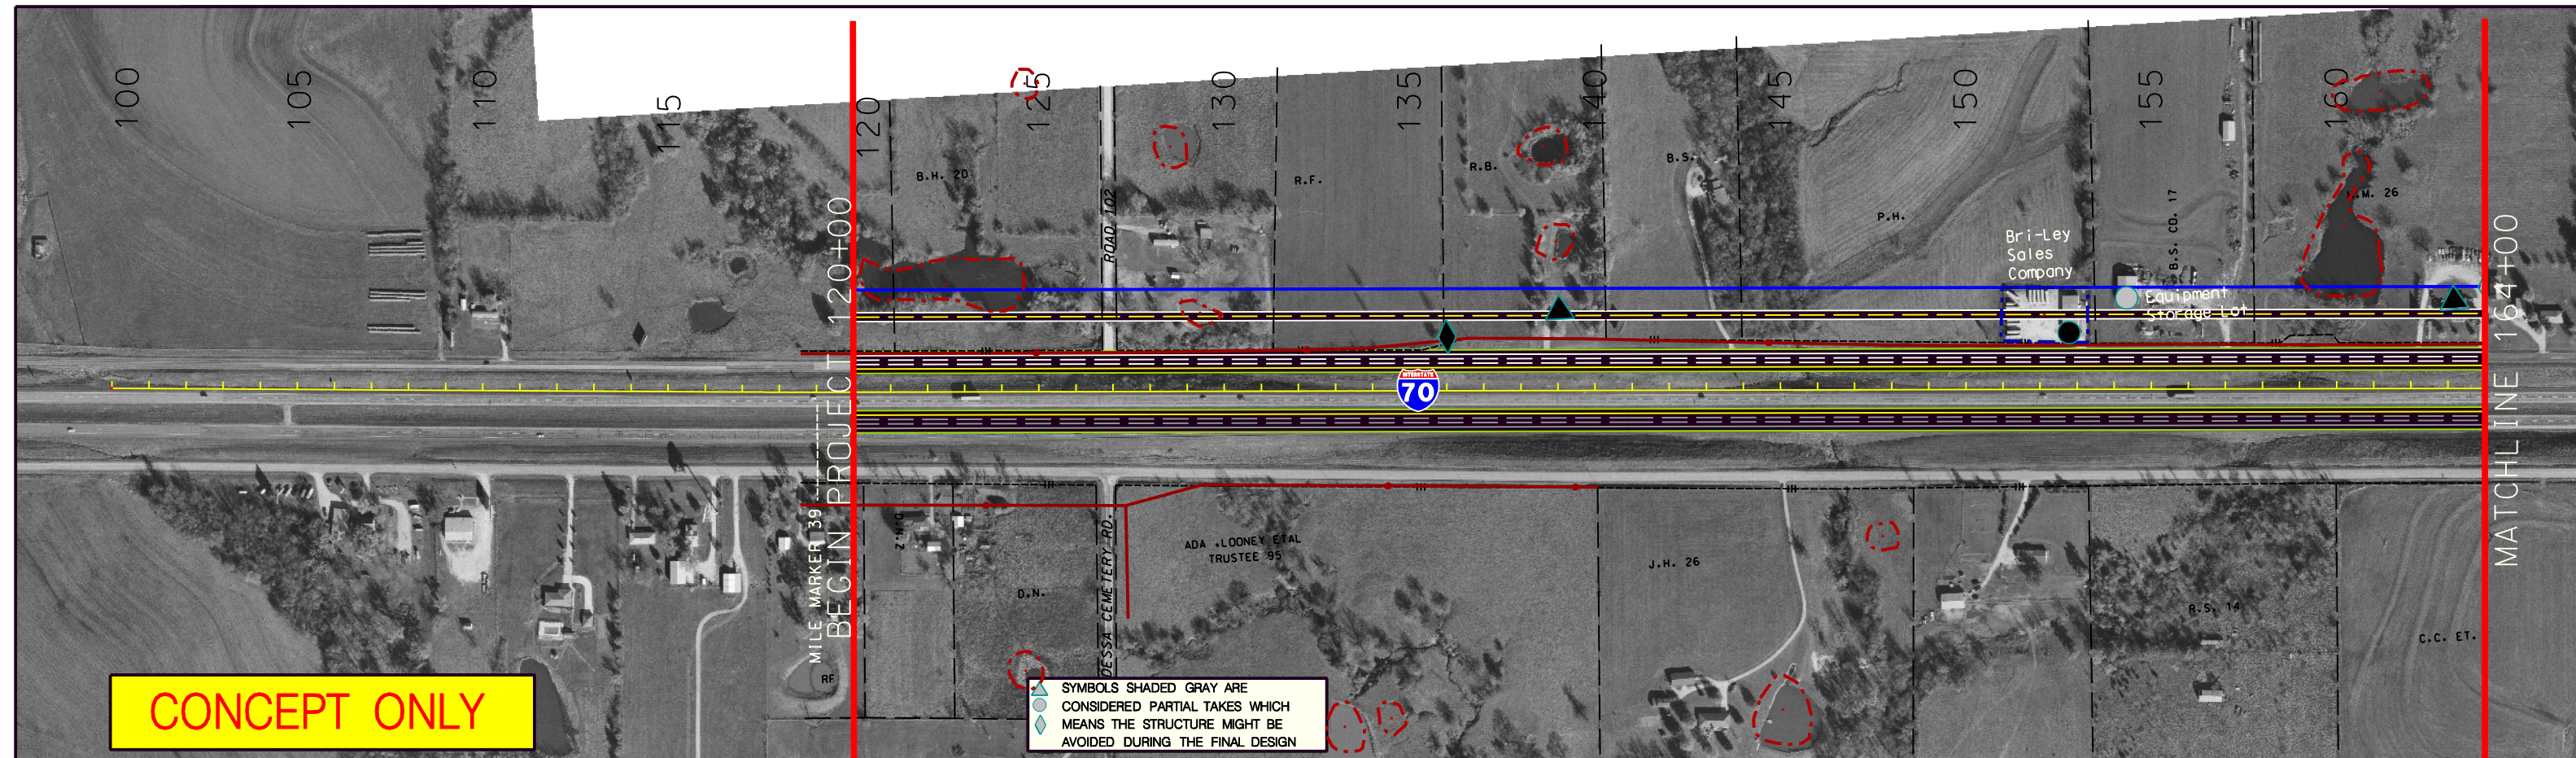 100
105
110
115
120
125
130
135
140
145
150
155
160
B.H. 20
ROAD 102
R.F.
R.B.
B.S.
P.H.
B.S. CO. 17
M. 26
Bri-Ley
Sales
Company
Equipment
Storage Lot
INTERSTATE
70
BEGIN PROJECT 120+00
MILE MARKER 39
MATCHLINE 164+00
D.N. 2
D.N.
DESSA CEMETERY RD.
ADA .LOONEY ETAL
TRUSTEE 95
J.H. 26
R.S. 14
C.C. ET.
RF
CONCEPT ONLY
SYMBOLS SHADED GRAY ARE
CONSIDERED PARTIAL TAKES WHICH
MEANS THE STRUCTURE MIGHT BE
AVOIDED DURING THE FINAL DESIGN